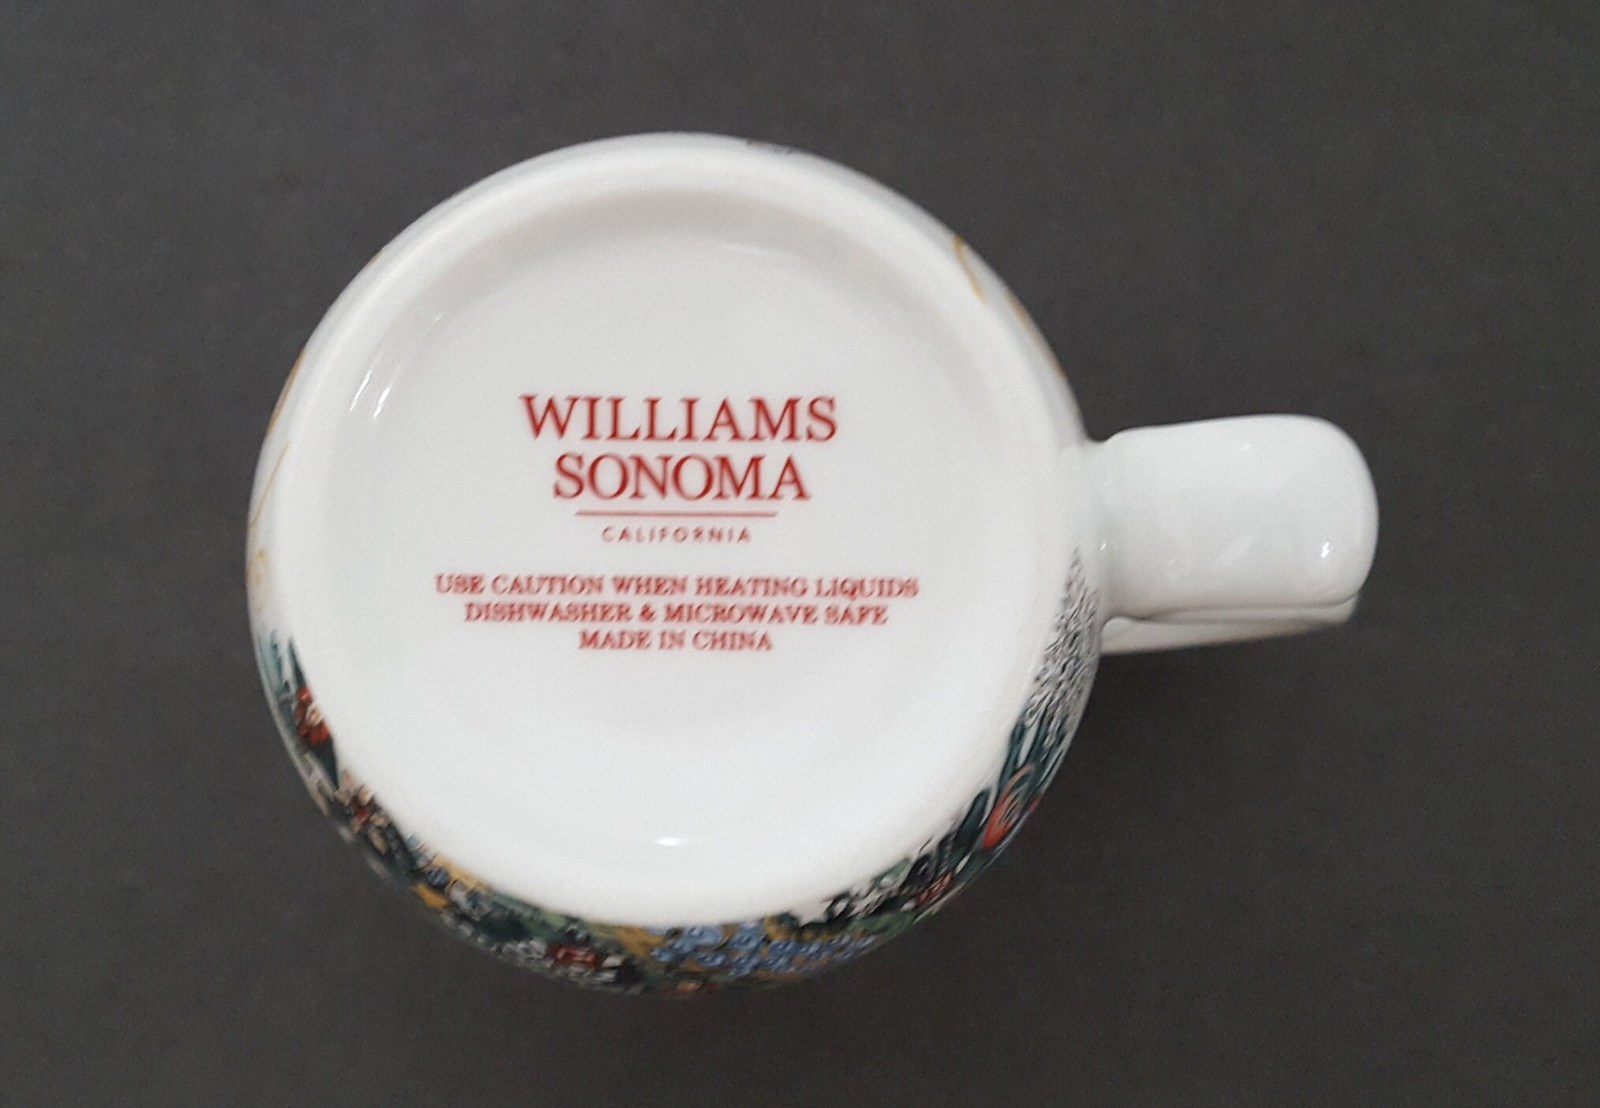 WILLIAMS
SONOMA
CALIFORNIA
USE CAUTION WHEN HEATING LIQUIDS
DISHWASHER & MICROWAVE SAFE
MADE IN CHINA